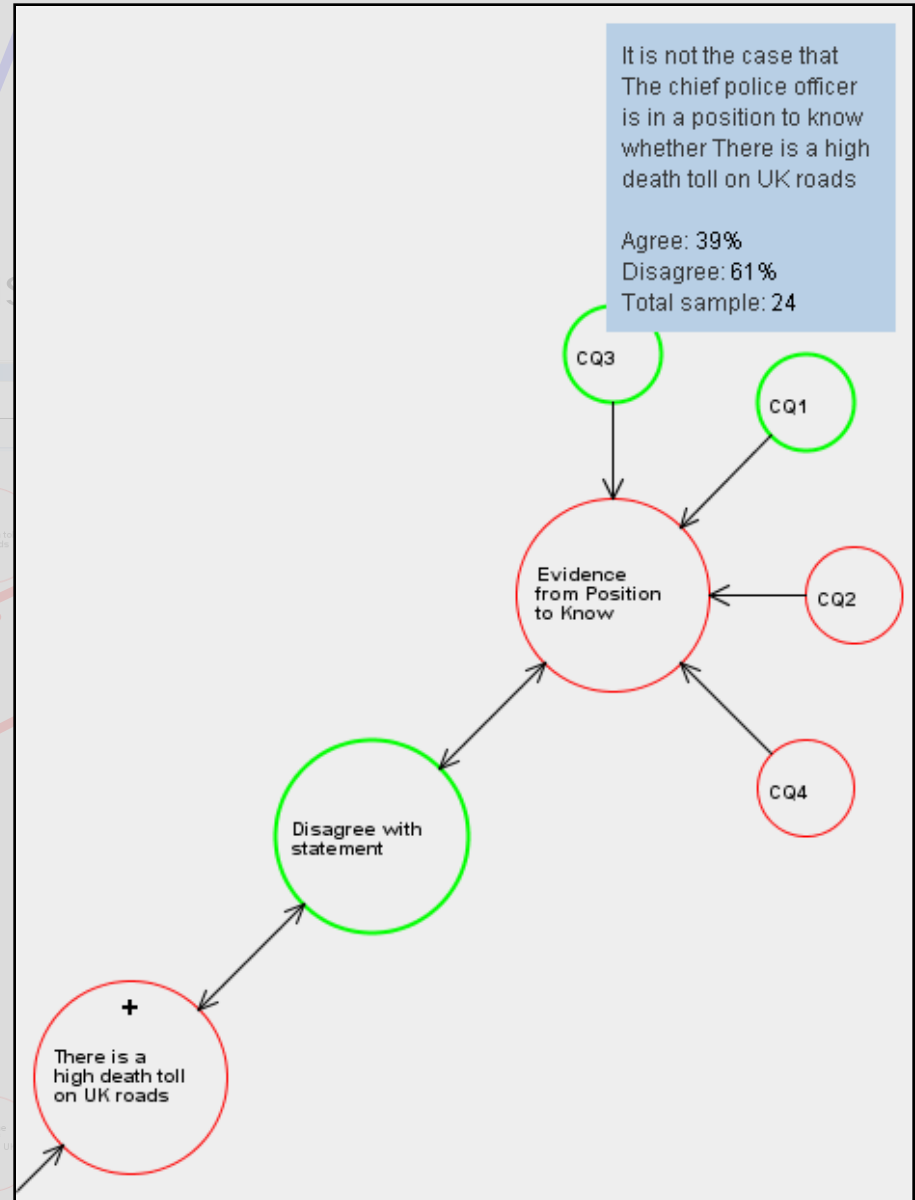 It is not the case that
The chief police officer
is in a position to know
whether There is a high
death toll on UK roads
Agree: 39%
Disagree: 61%
Total sample: 24
CQ3
CQ1
Evidence
from Position
to Know
CQ2
CQ4
Disagree with
statement
+
There is a
high death toll
on UK roads